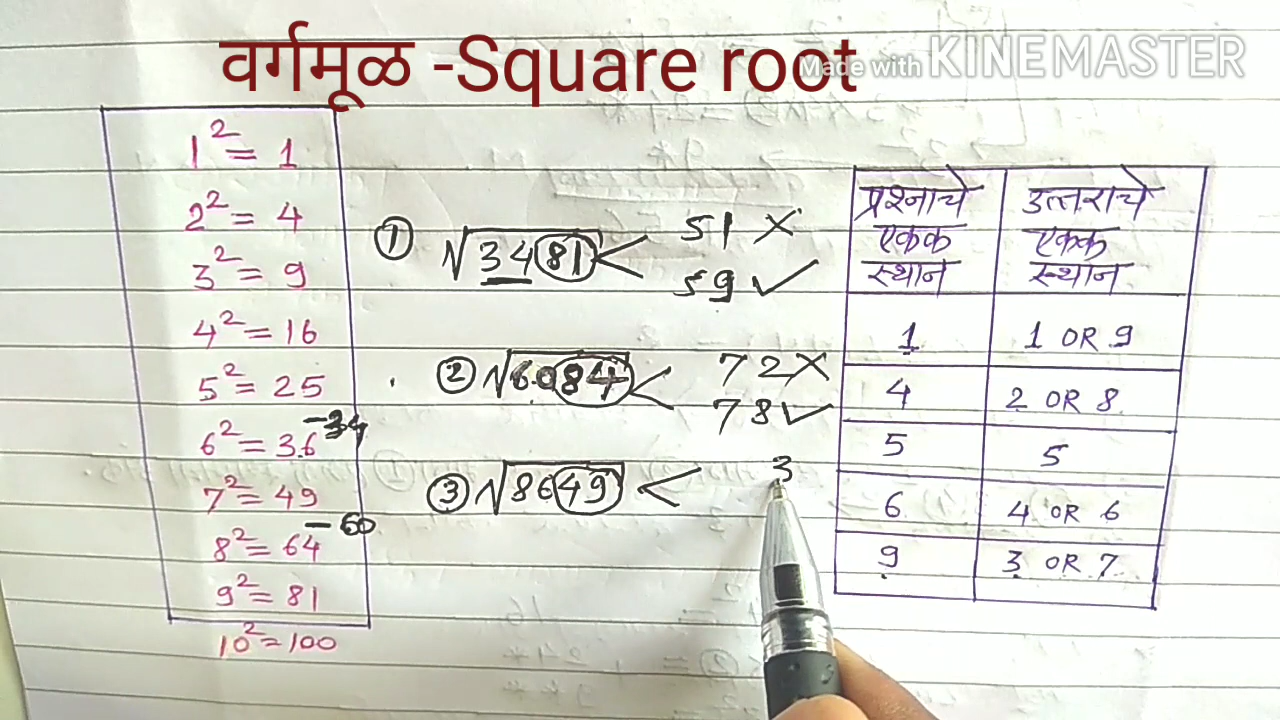 वर्गमूळ -Square root
Made with KINEMASTER
1² = 1
2² = 4
3² = 9
4² = 16
5² = 25
6² = 36 -34
7² = 49
8² = 64 -60
9² = 81
10² = 100
① √3481 < 51 ×
59 ✓
② √6084 < 72 ×
78 ✓
③ √8649 < 3
प्रश्नाचे एकक स्थान | उत्तराचे एकक स्थान
1 | 1 OR 9
4 | 2 OR 8
5 | 5
6 | 4 OR 6
9 | 3 OR 7